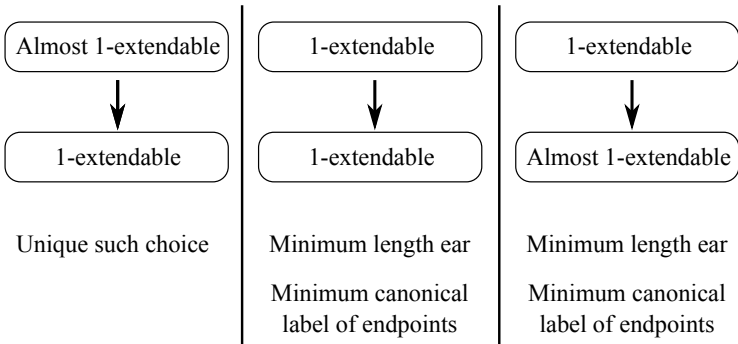 Almost 1-extendable
1-extendable
Unique such choice
1-extendable
1-extendable
Minimum length ear
Minimum canonical
label of endpoints
1-extendable
Almost 1-extendable
Minimum length ear
Minimum canonical
label of endpoints